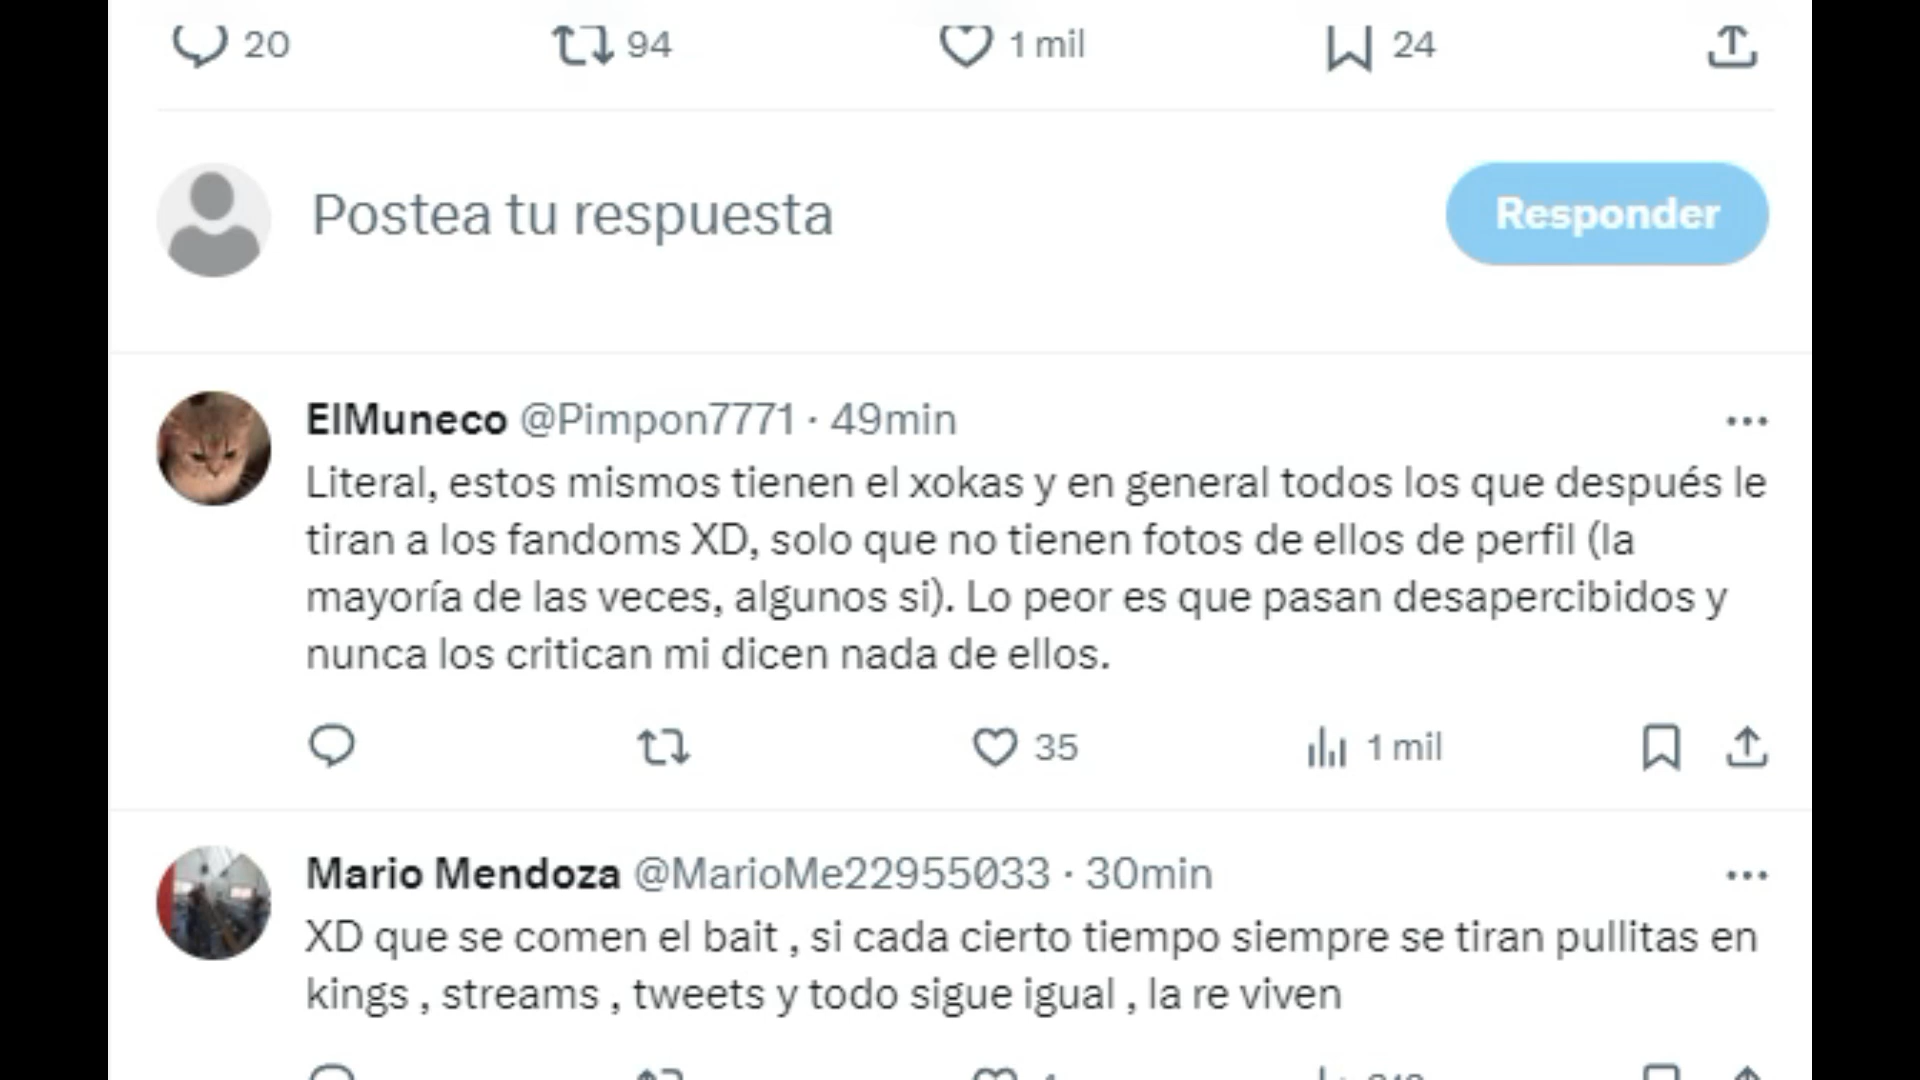 20 94 1 mil 24
Postea tu respuesta
Responder
ElMuneco @Pimpon7771 · 49min
Literal, estos mismos tienen el xokas y en general todos los que después le
tiran a los fandoms XD, solo que no tienen fotos de ellos de perfil (la
mayoría de las veces, algunos si). Lo peor es que pasan desapercibidos y
nunca los critican mi dicen nada de ellos.
35 1 mil
Mario Mendoza @MarioMe22955033 · 30min
XD que se comen el bait , si cada cierto tiempo siempre se tiran pullitas en
kings , streams , tweets y todo sigue igual , la re viven